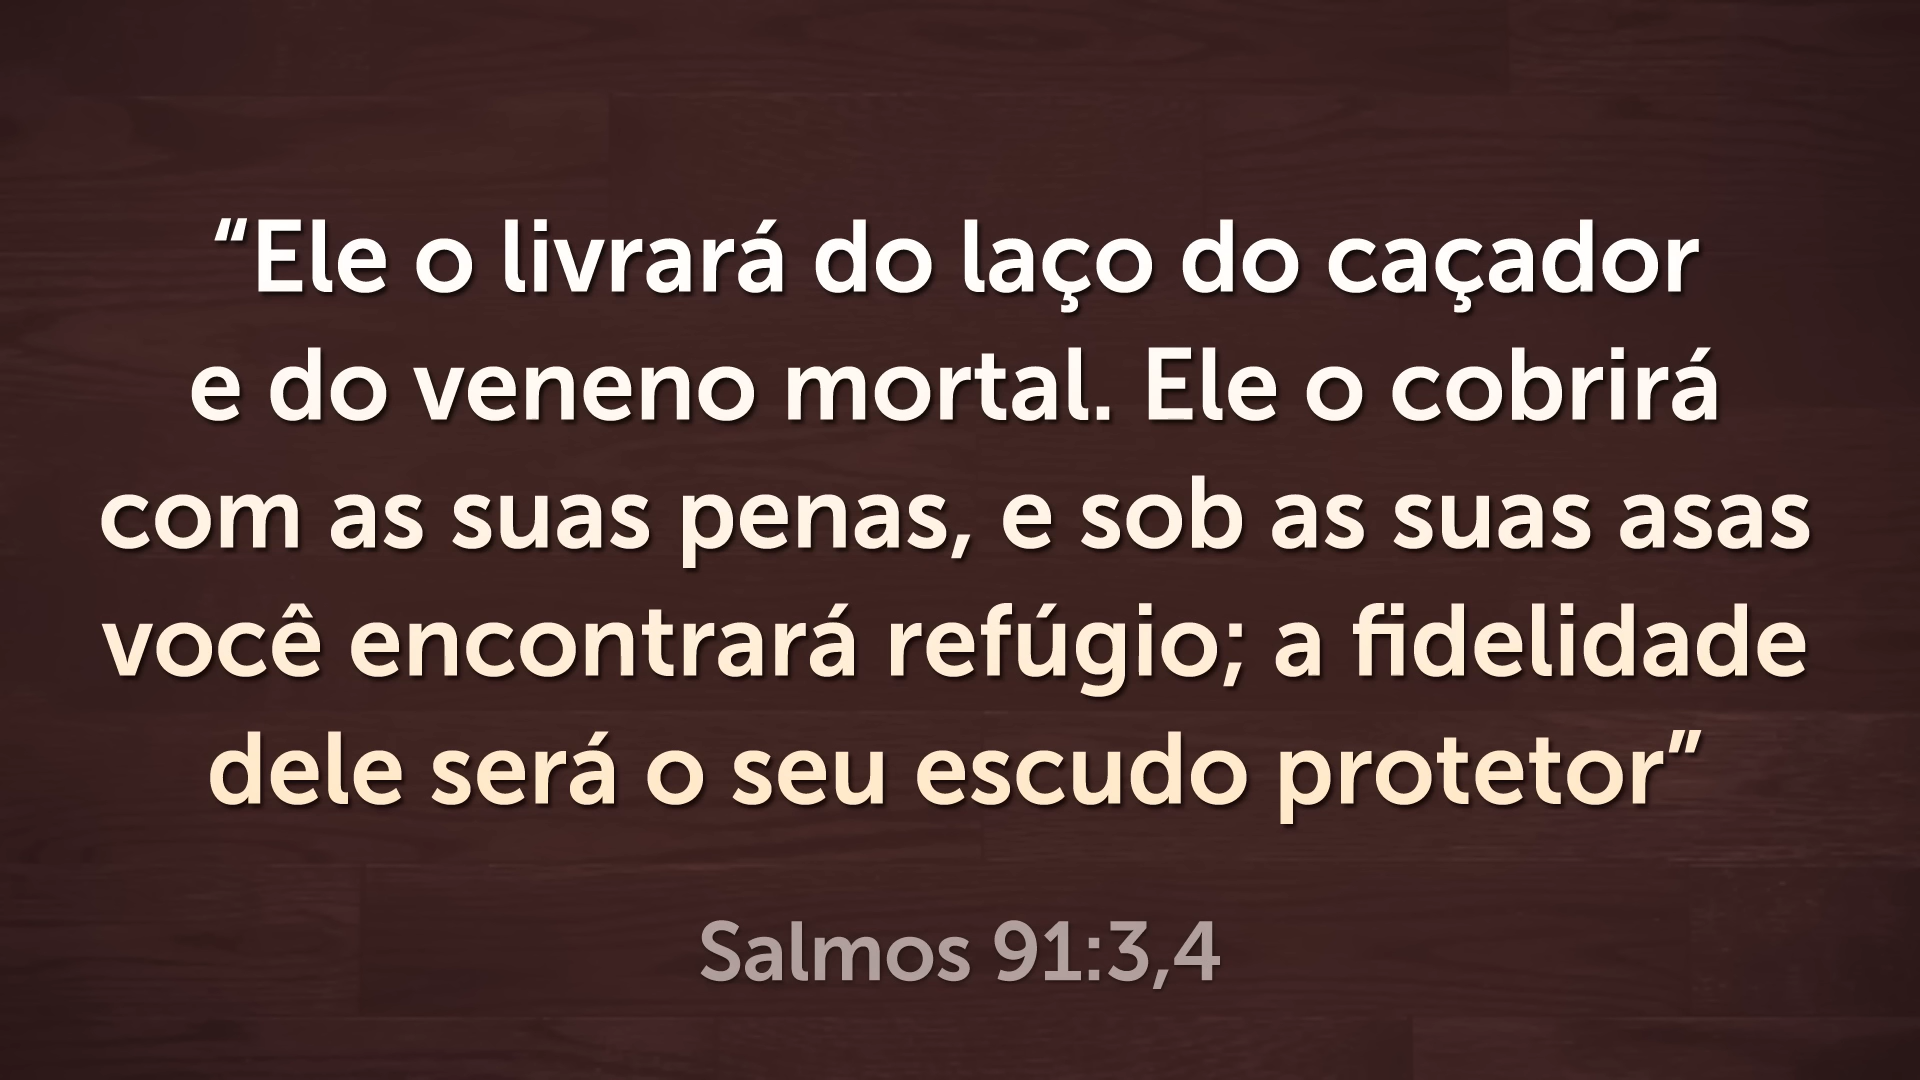 “Ele o livrará do laço do caçador
e do veneno mortal. Ele o cobrirá
com as suas penas, e sob as suas asas
você encontrará refúgio; a fidelidade
dele será o seu escudo protetor”
Salmos 91:3,4